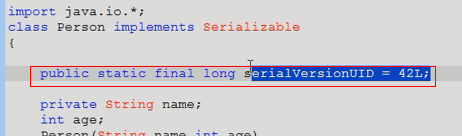 import java.io.*;
class Person implements Serializable
{
public static final long serialVersionUID = 42L;
private String name;
int age;
Person(String name,int age)